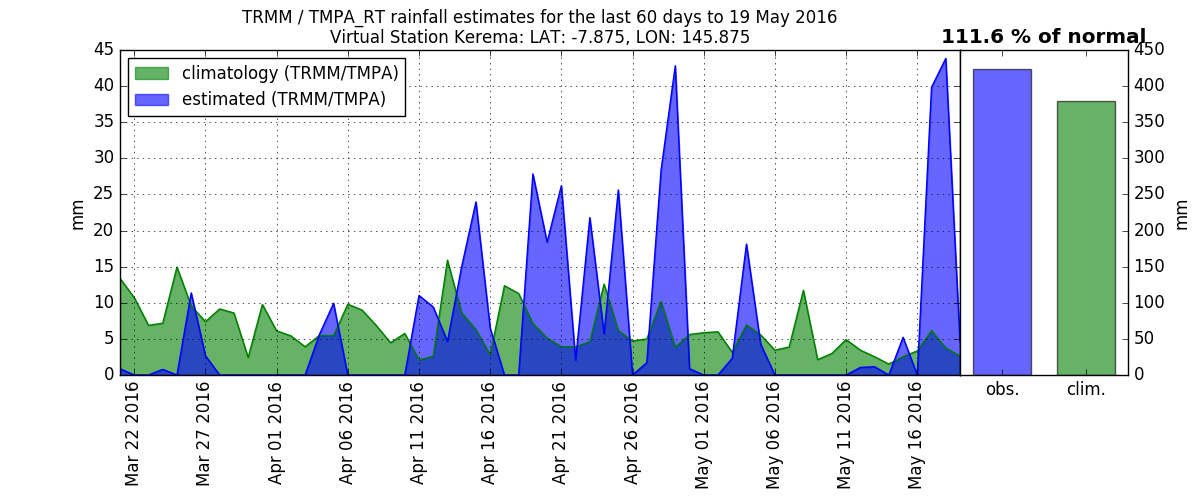 TRMM / TMPA_RT rainfall estimates for the last 60 days to 19 May 2016
Virtual Station Kerema: LAT: -7.875, LON: 145.875
111.6 % of normal
climatology (TRMM/TMPA)
estimated (TRMM/TMPA)
mm
45
40
35
30
25
20
15
10
5
0
Mar 22 2016
Mar 27 2016
Apr 01 2016
Apr 06 2016
Apr 11 2016
Apr 16 2016
Apr 21 2016
Apr 26 2016
May 01 2016
May 06 2016
May 11 2016
May 16 2016
obs.
clim.
450
400
350
300
250
200
150
100
50
0
mm